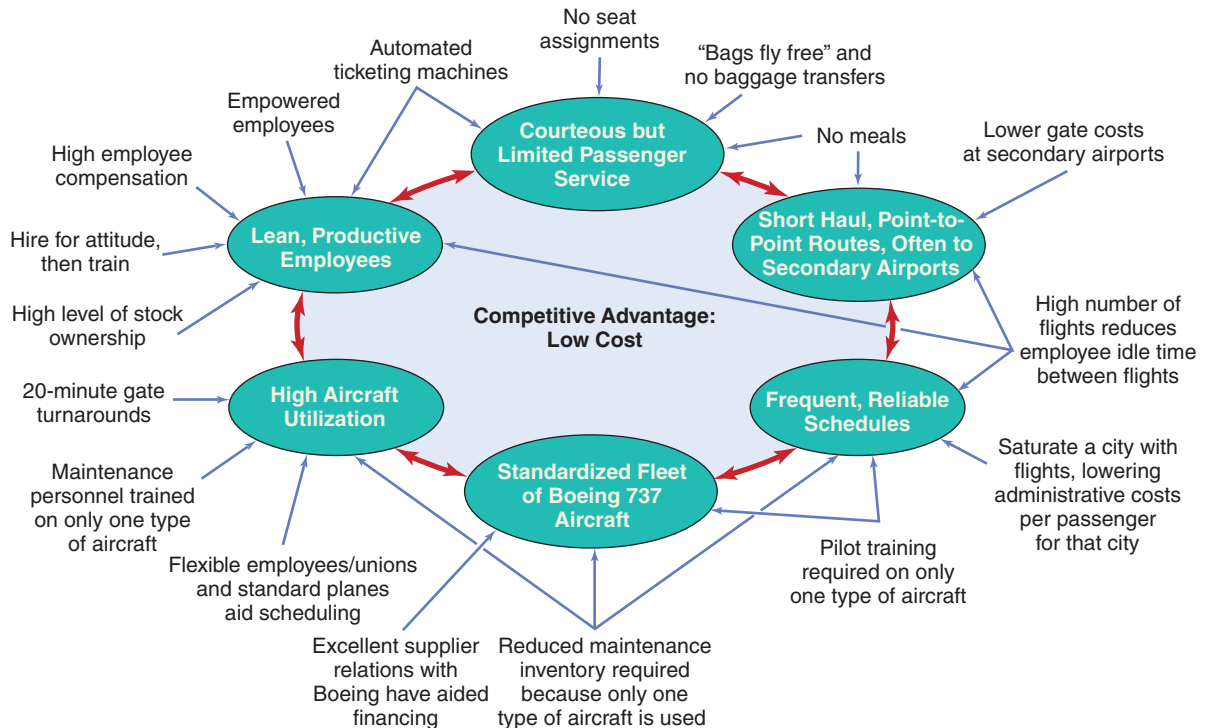 No seat
assignments
Automated
ticketing machines
“Bags fly free” and
no baggage transfers
Empowered
employees
Courteous but
Limited Passenger
Service
No meals
Lower gate costs
at secondary airports
High employee
compensation
Lean, Productive
Employees
Short Haul, Point-to-
Point Routes, Often to
Secondary Airports
Hire for attitude,
then train
High level of stock
ownership
Competitive Advantage:
Low Cost
High number of
flights reduces
employee idle time
between flights
20-minute gate
turnarounds
High Aircraft
Utilization
Frequent, Reliable
Schedules
Maintenance
personnel trained
on only one type
of aircraft
Standardized Fleet
of Boeing 737
Aircraft
Saturate a city with
flights, lowering
administrative costs
per passenger
for that city
Flexible employees/unions
and standard planes
aid scheduling
Pilot training
required on only
one type of aircraft
Excellent supplier
relations with
Boeing have aided
financing
Reduced maintenance
inventory required
because only one
type of aircraft is used